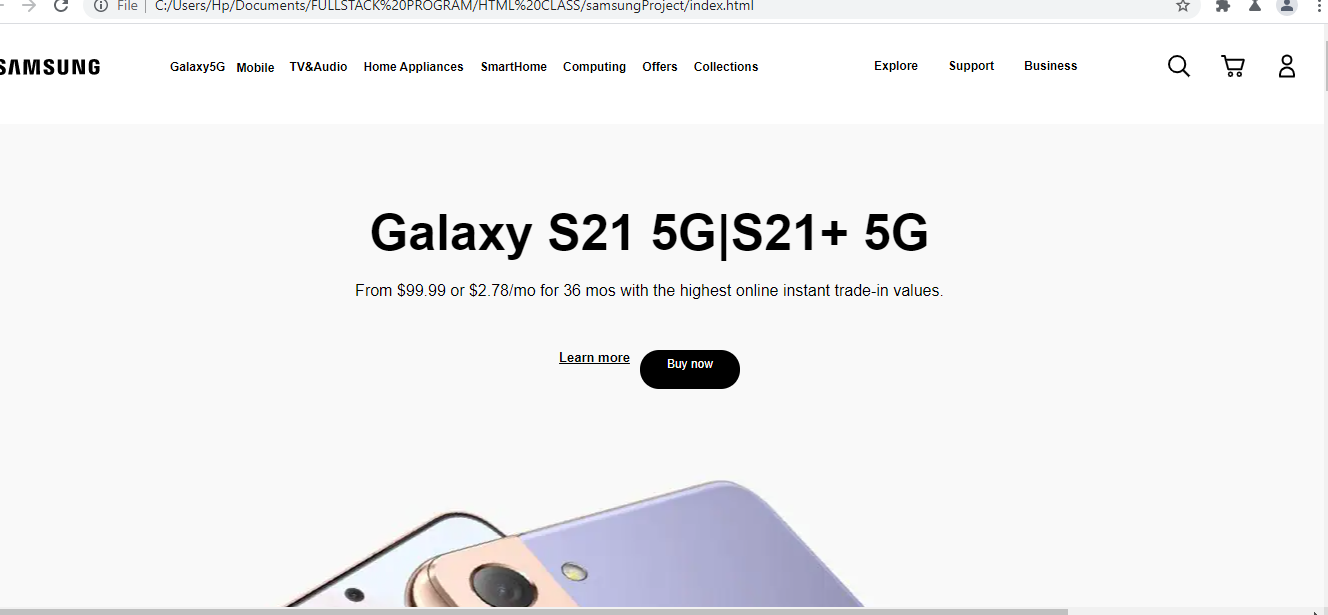 File | C:/Users/Hp/Documents/FULLSTACK%20PROGRAM/HTML%20CLASS/samsungProject/index.html
SAMSUNG Galaxy5G Mobile TV&Audio Home Appliances SmartHome Computing Offers Collections Explore Support Business
Galaxy S21 5G|S21+ 5G
From $99.99 or $2.78/mo for 36 mos with the highest online instant trade-in values.
Learn more Buy now